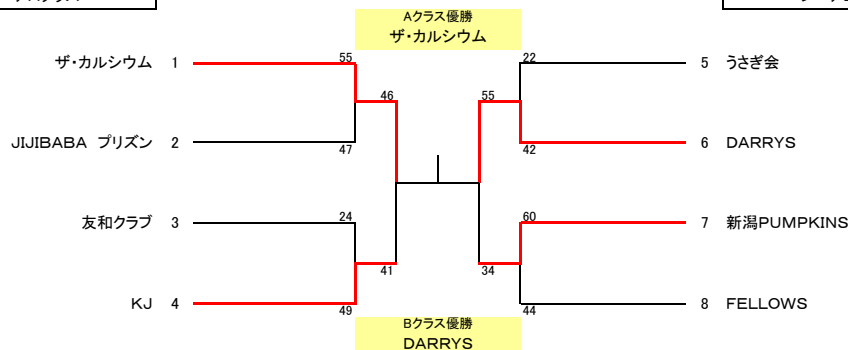 Aクラス優勝
ザ・カルシウム
ザ・カルシウム 1
55
22
5 うさぎ会
46
55
JIJIBABA プリズン 2
47
42
6 DARRYS
友和クラブ 3
24
60
7 新潟PUMPKINS
41
34
KJ 4
49
44
8 FELLOWS
Bクラス優勝
DARRYS